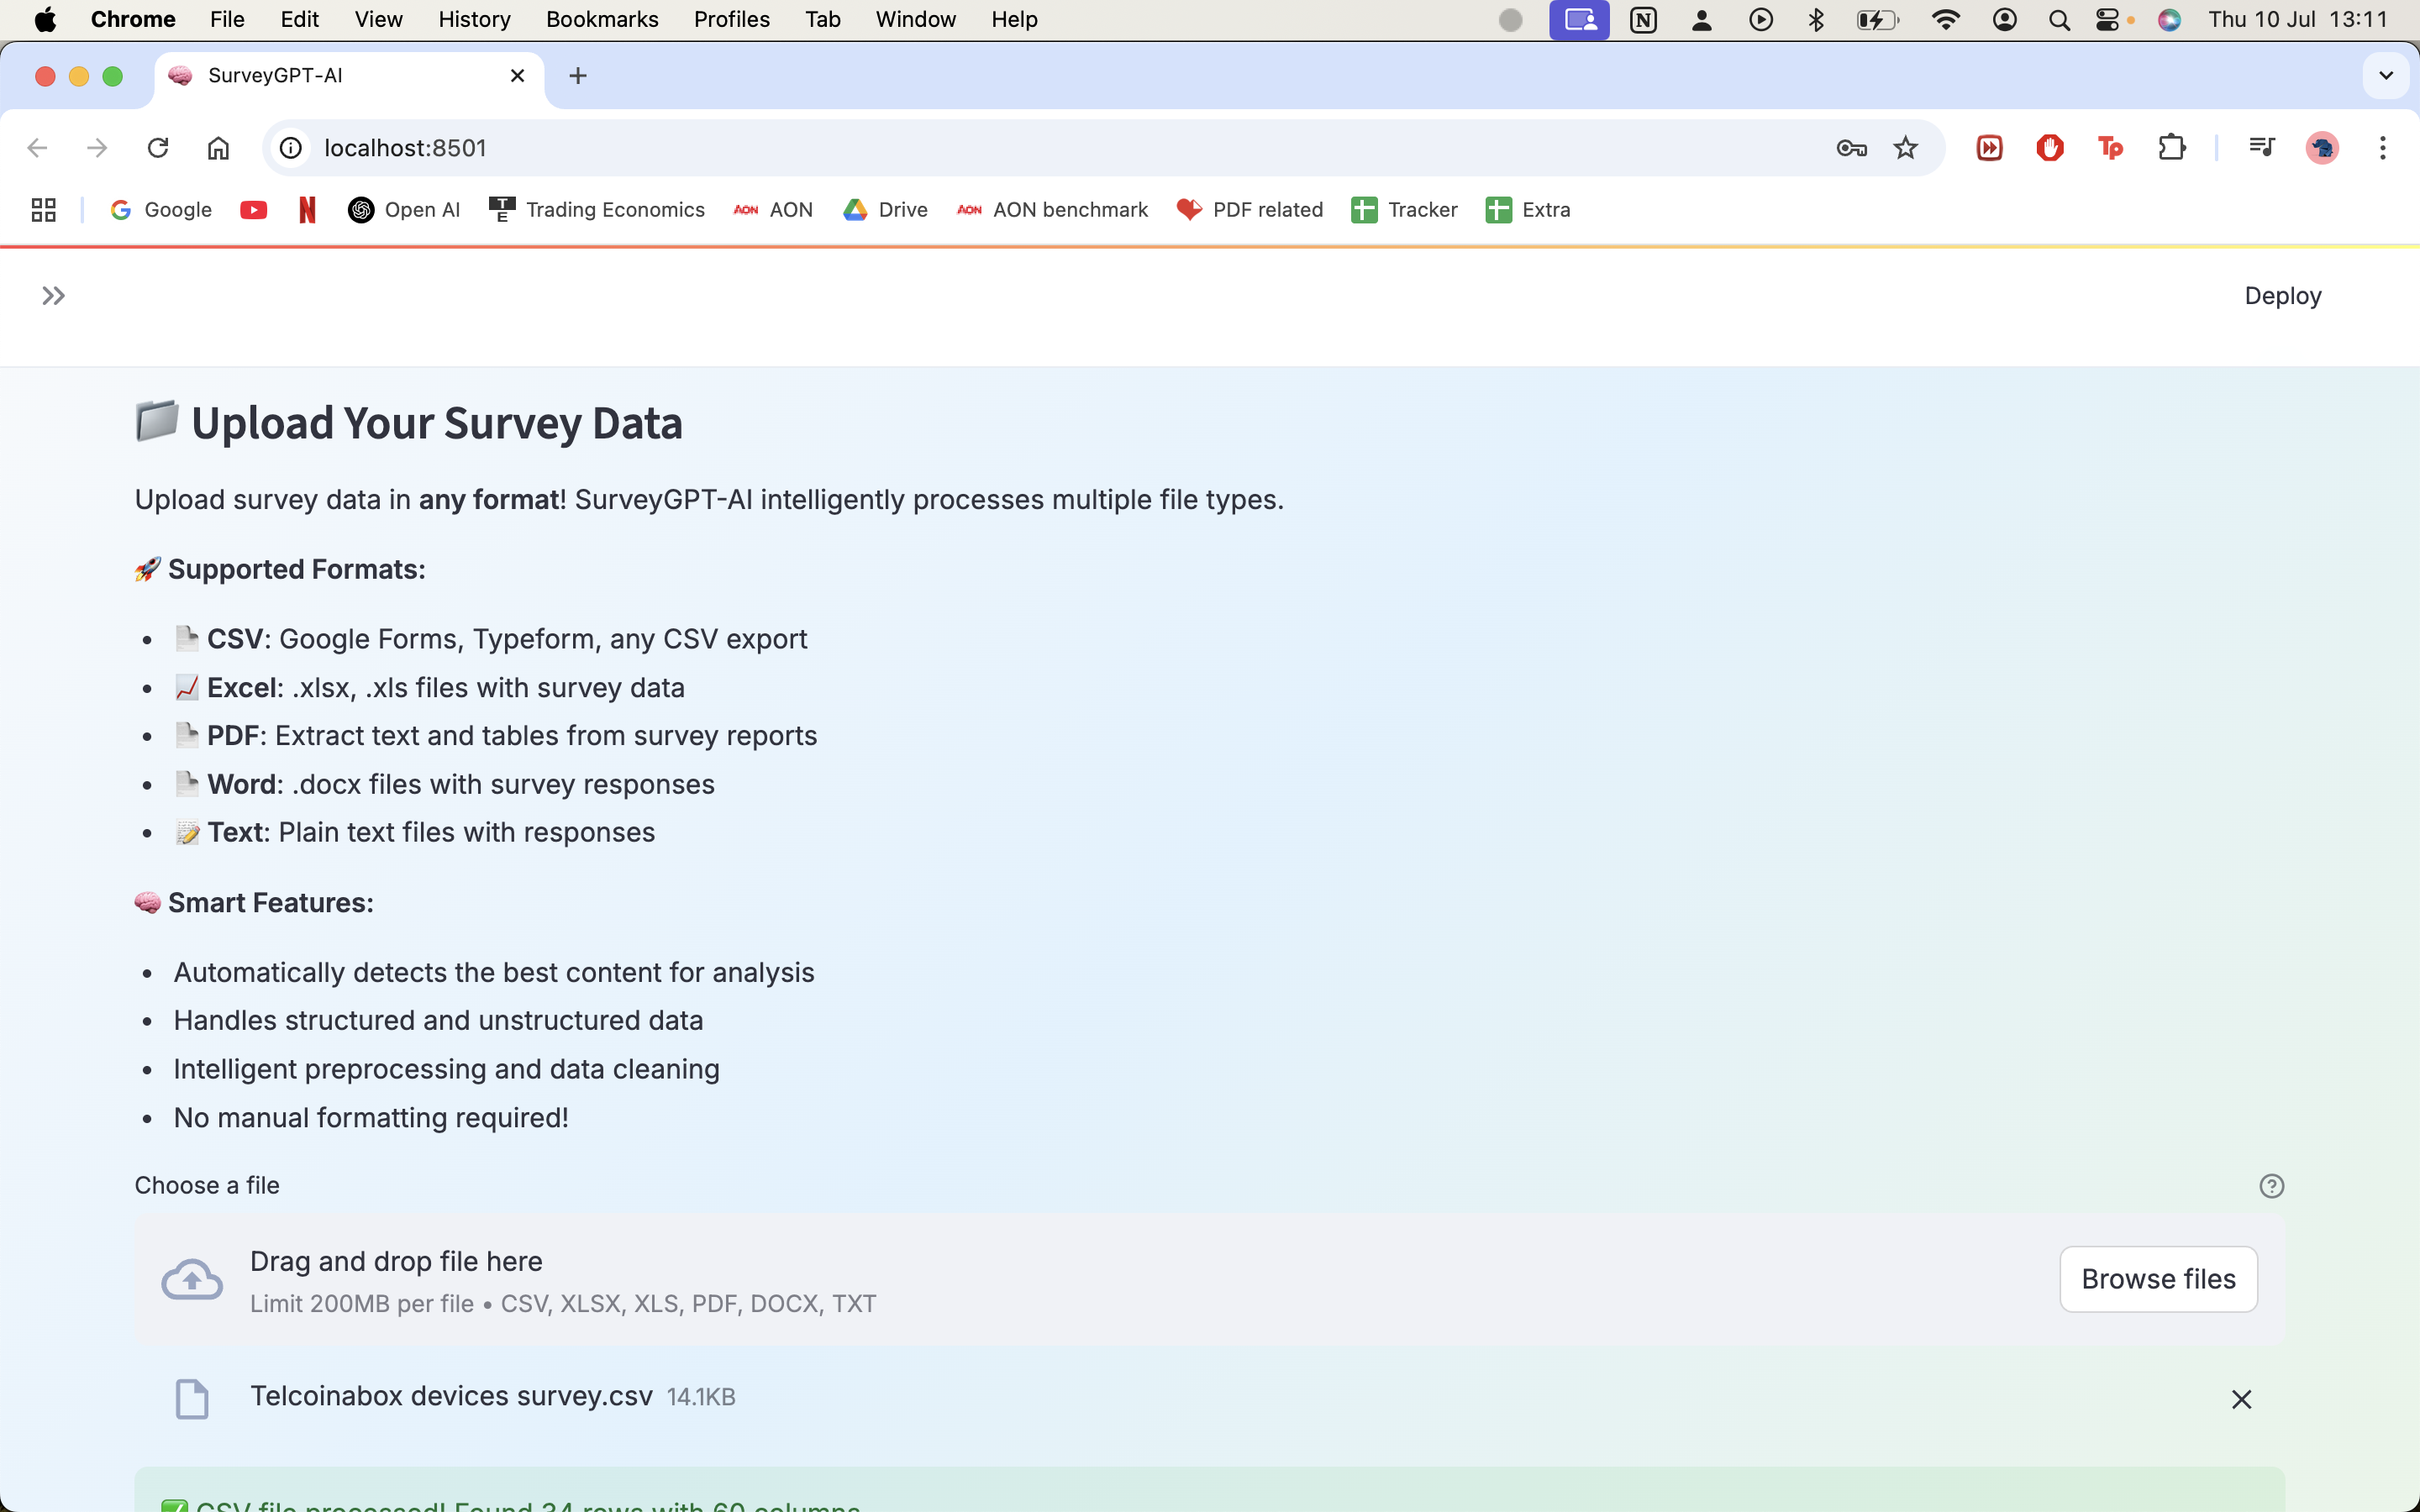 Chrome File Edit View History Bookmarks Profiles Tab Window Help Thu 10 Jul 13:11
SurveyGPT-AI
localhost:8501
Google Open AI Trading Economics AON AON Drive AON AON benchmark PDF related Tracker Extra
Deploy
Upload Your Survey Data
Upload survey data in any format! SurveyGPT-AI intelligently processes multiple file types.
Supported Formats:
CSV: Google Forms, Typeform, any CSV export
Excel: .xlsx, .xls files with survey data
PDF: Extract text and tables from survey reports
Word: .docx files with survey responses
Text: Plain text files with responses
Smart Features:
Automatically detects the best content for analysis
Handles structured and unstructured data
Intelligent preprocessing and data cleaning
No manual formatting required!
Choose a file
Drag and drop file here
Limit 200MB per file • CSV, XLSX, XLS, PDF, DOCX, TXT
Browse files
Telcoinabox devices survey.csv 14.1KB
CSV file processed! Found 34 rows with 60 columns